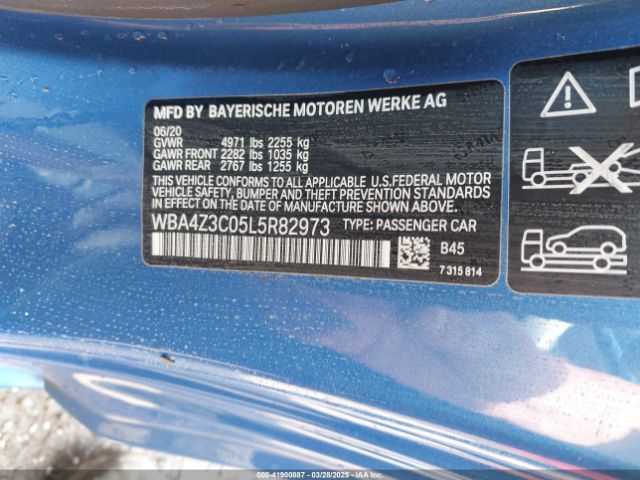 MFD BY BAYERISCHE MOTOREN WERKE AG
06/20
GVWR 4971 lbs 2255 kg
GAWR FRONT 2282 lbs 1035 kg
GAWR REAR 2767 lbs 1255 kg
THIS VEHICLE CONFORMS TO ALL APPLICABLE U.S. FEDERAL MOTOR
VEHICLE SAFETY, BUMPER AND THEFT PREVENTION STANDARDS
IN EFFECT ON THE DATE OF MANUFACTURE SHOWN ABOVE.
WBA4Z3C05L5R82973 TYPE: PASSENGER CAR
B45
7 315 814
000-41900887 - 03/28/2025 - IAAI.COM